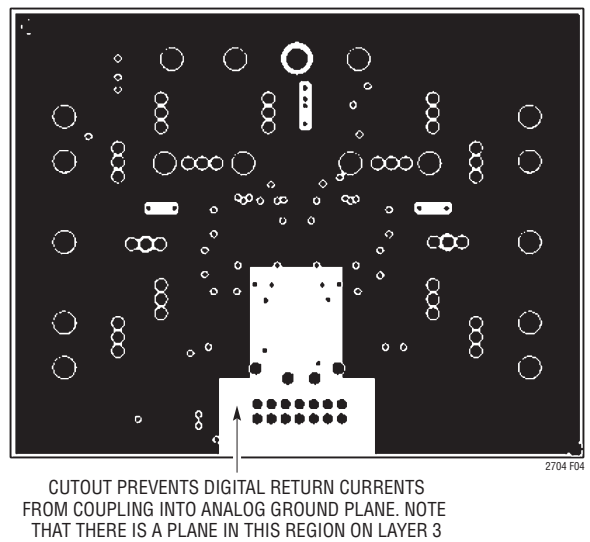 2704 F04
CUTOUT PREVENTS DIGITAL RETURN CURRENTS
FROM COUPLING INTO ANALOG GROUND PLANE. NOTE
THAT THERE IS A PLANE IN THIS REGION ON LAYER 3